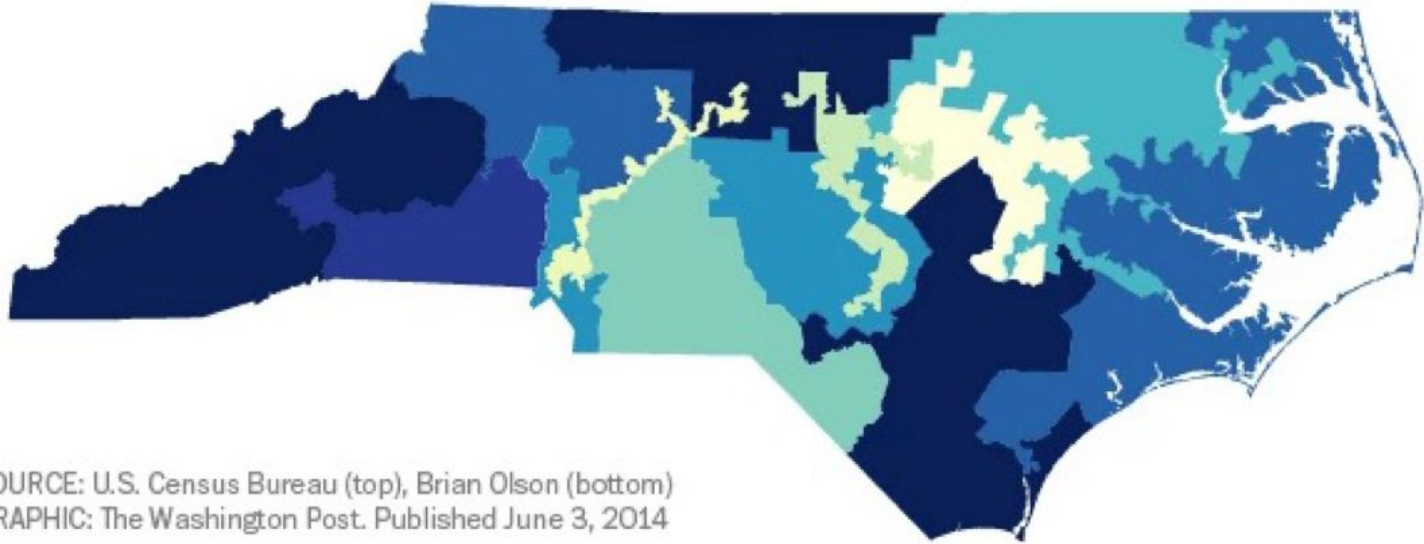 OURCE: U.S. Census Bureau (top), Brian Olson (bottom)
RAPHIC: The Washington Post. Published June 3, 2014